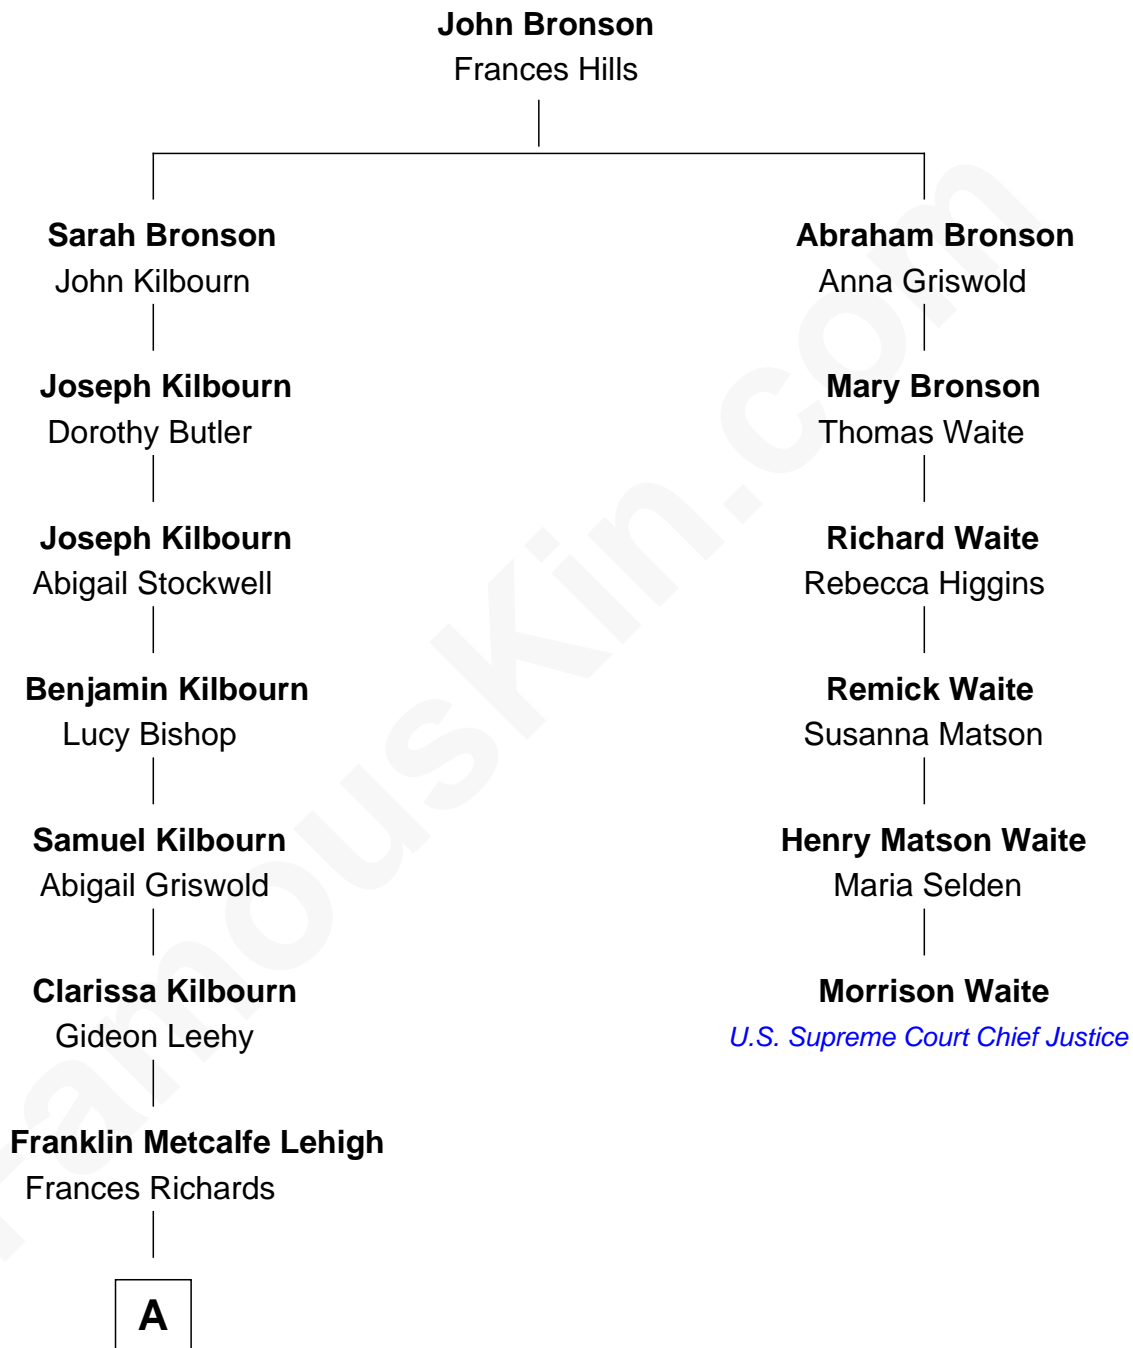 John Bronson
Frances Hills
Sarah Bronson
John Kilbourn
Joseph Kilbourn
Dorothy Butler
Joseph Kilbourn
Abigail Stockwell
Benjamin Kilbourn
Lucy Bishop
Samuel Kilbourn
Abigail Griswold
Clarissa Kilbourn
Gideon Leehy
Franklin Metcalfe Lehigh
Frances Richards
A
Abraham Bronson
Anna Griswold
Mary Bronson
Thomas Waite
Richard Waite
Rebecca Higgins
Remick Waite
Susanna Matson
Henry Matson Waite
Maria Selden
Morrison Waite
U.S. Supreme Court Chief Justice
FamousKin.com